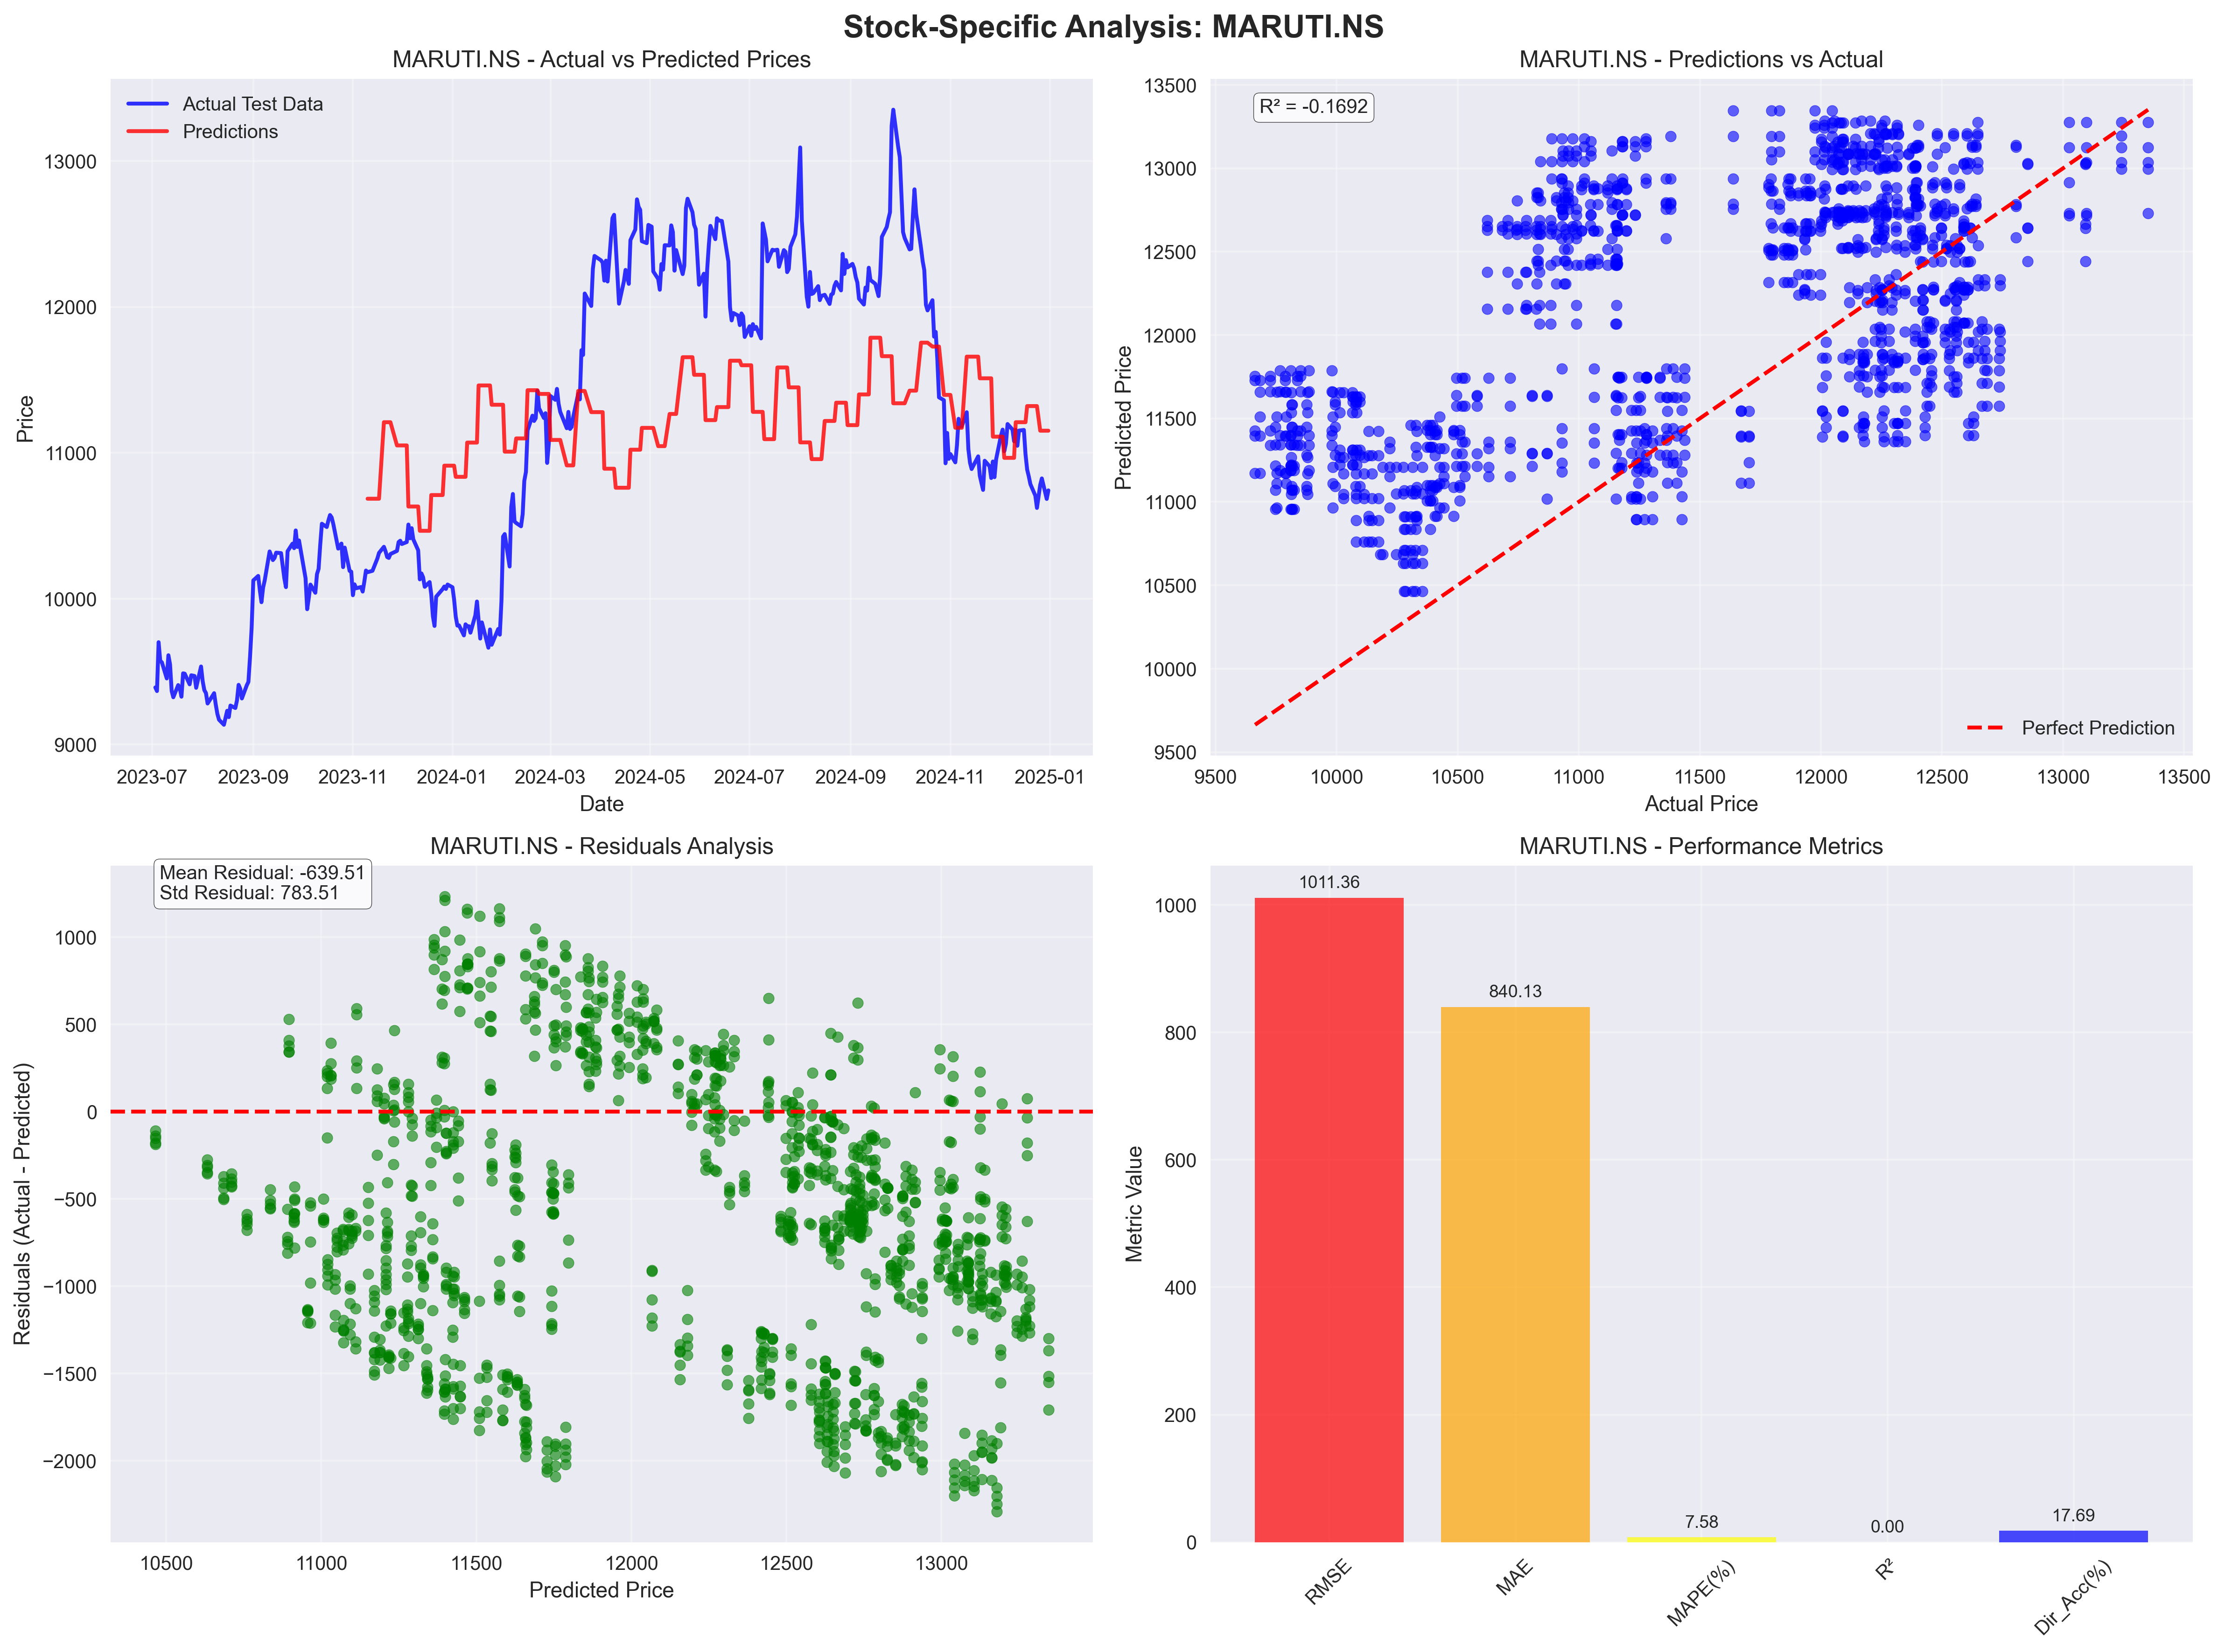 Stock-Specific Analysis: MARUTI.NS
MARUTI.NS - Actual vs Predicted Prices
Actual Test Data
Predictions
Price
13000
12000
11000
10000
9000
2023-07 2023-09 2023-11 2024-01 2024-03 2024-05 2024-07 2024-09 2024-11 2025-01
Date
MARUTI.NS - Predictions vs Actual
R² = -0.1692
Predicted Price
13500
13000
12500
12000
11500
11000
10500
10000
9500
Perfect Prediction
9500 10000 10500 11000 11500 12000 12500 13000 13500
Actual Price
MARUTI.NS - Residuals Analysis
Mean Residual: -639.51
Std Residual: 783.51
Residuals (Actual - Predicted)
1000
500
0
−500
−1000
−1500
−2000
10500 11000 11500 12000 12500 13000
Predicted Price
MARUTI.NS - Performance Metrics
Metric Value
1000
800
600
400
200
0
1011.36
840.13
7.58
0.00
17.69
RMSE
MAE
MAPE(%)
R²
Dir_Acc(%)